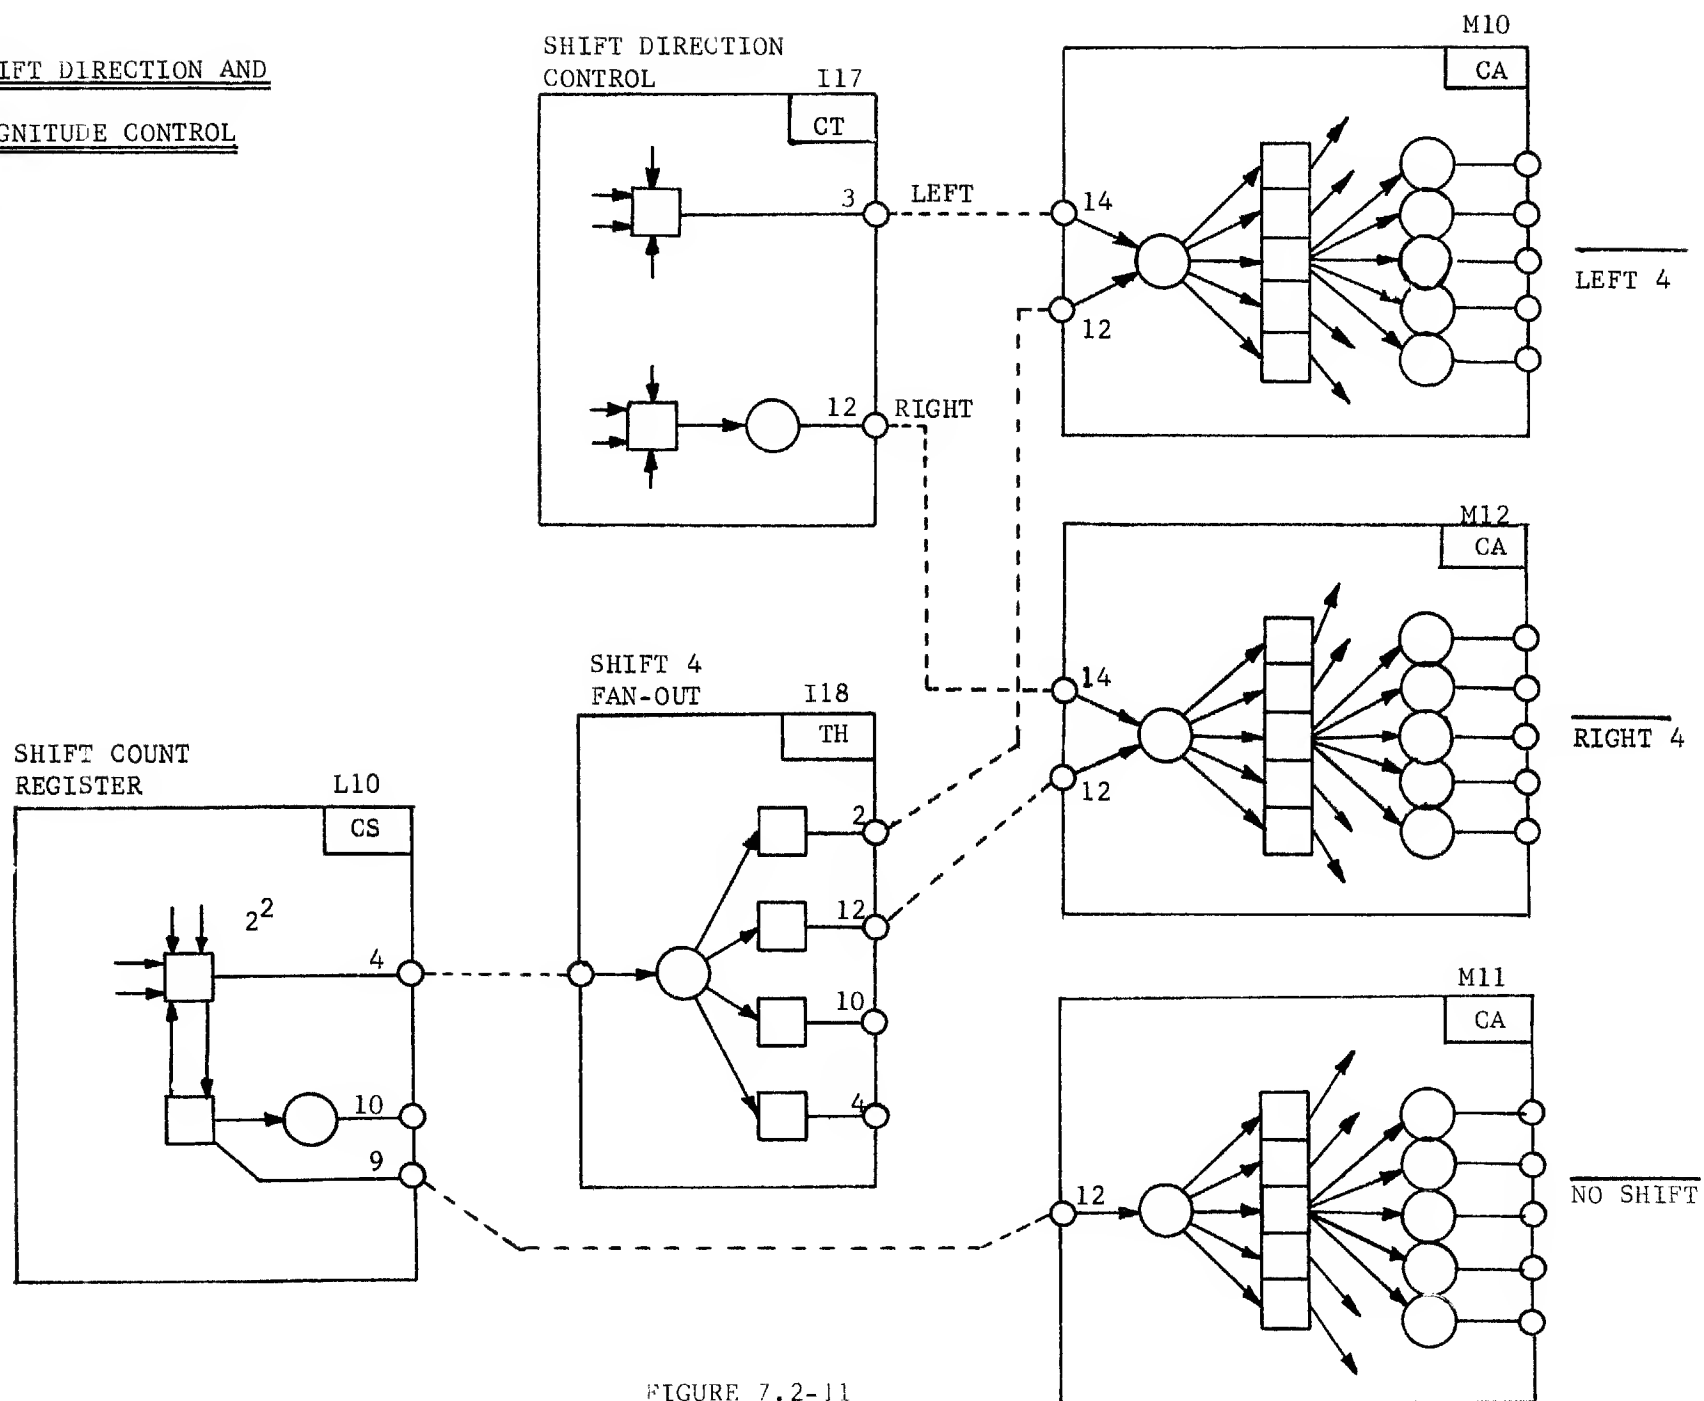 IFT DIRECTION AND
GNITUDE CONTROL
SHIFT DIRECTION
CONTROL
I17
CT
3
LEFT
12
RIGHT
M10
CA
14
12
LEFT 4
M12
CA
14
12
RIGHT 4
SHIFT 4
FAN-OUT
I18
TH
2
12
10
4
SHIFT COUNT
REGISTER
L10
CS
2²
4
10
9
M11
CA
12
NO SHIFT
FIGURE 7.2-11